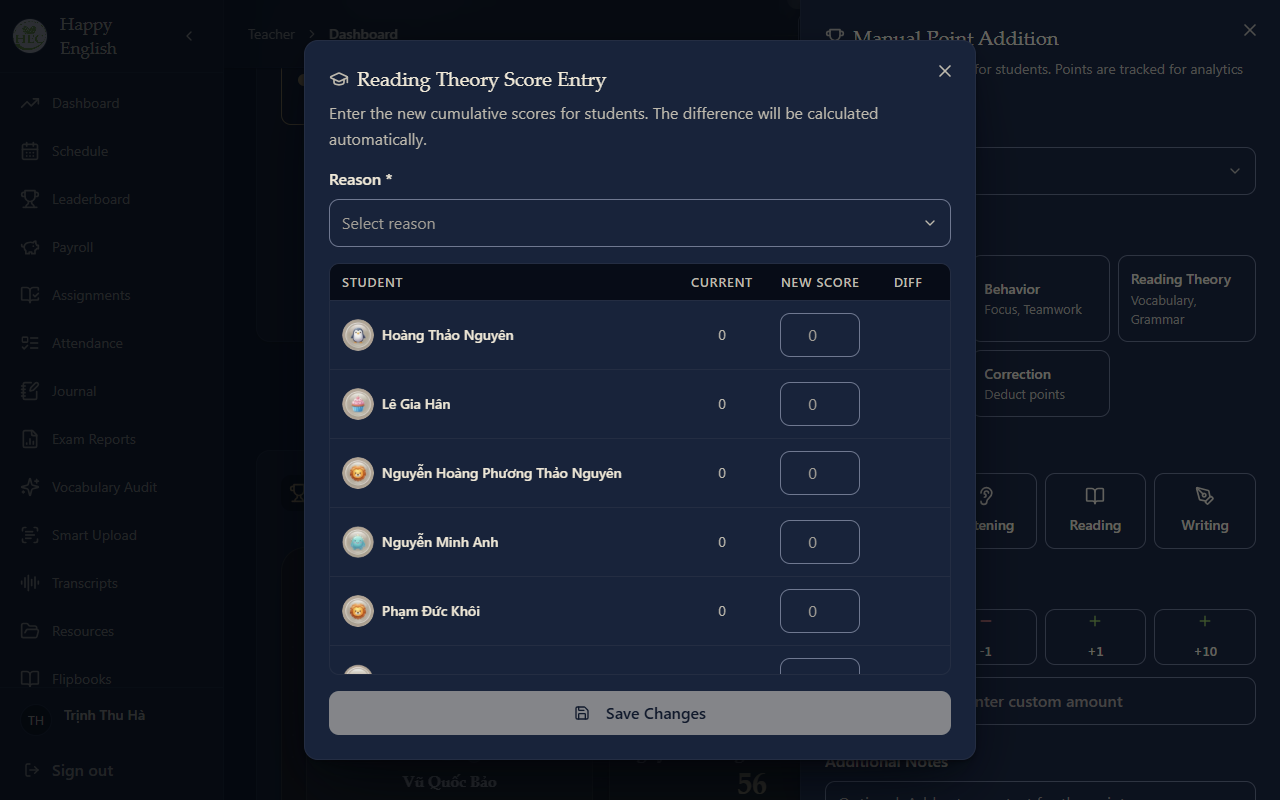 Happy
English
Dashboard
Schedule
Leaderboard
Payroll
Assignments
Attendance
Journal
Exam Reports
Vocabulary Audit
Smart Upload
Transcripts
Resources
Flipbooks
TH
Trịnh Thu Hà
Sign out
Teacher
Dashboard
Reading Theory Score Entry
Enter the new cumulative scores for students. The difference will be calculated
automatically.
Reason *
Select reason
STUDENT CURRENT NEW SCORE DIFF
Hoàng Thảo Nguyên 0 0
Lê Gia Hân 0 0
Nguyễn Hoàng Phương Thảo Nguyên 0 0
Nguyễn Minh Anh 0 0
Phạm Đức Khôi 0 0
Save Changes
Vũ Quốc Bảo
56
Manual Point Addition
for students. Points are tracked for analytics
Behavior
Focus, Teamwork
Reading Theory
Vocabulary,
Grammar
Correction
Deduct points
tening
Reading
Writing
-1
+1
+10
nter custom amount
Additional Notes